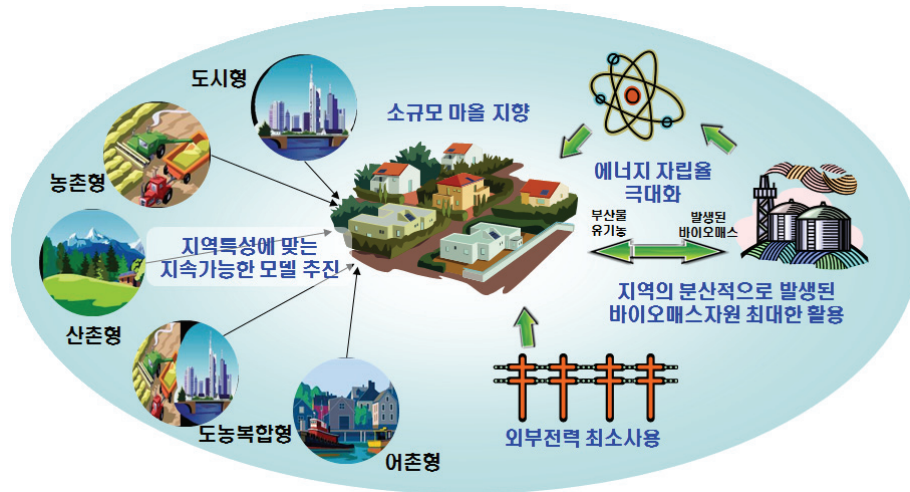 도시형
소규모 마을 지향
농촌형
에너지 자립율
극대화
부산물
유기농
발생된
바이오매스
지역특성에 맞는
지속가능한 모델 추진
산촌형
지역의 분산적으로 발생된
바이오매스자원 최대한 활용
도농복합형
어촌형
외부전력 최소사용